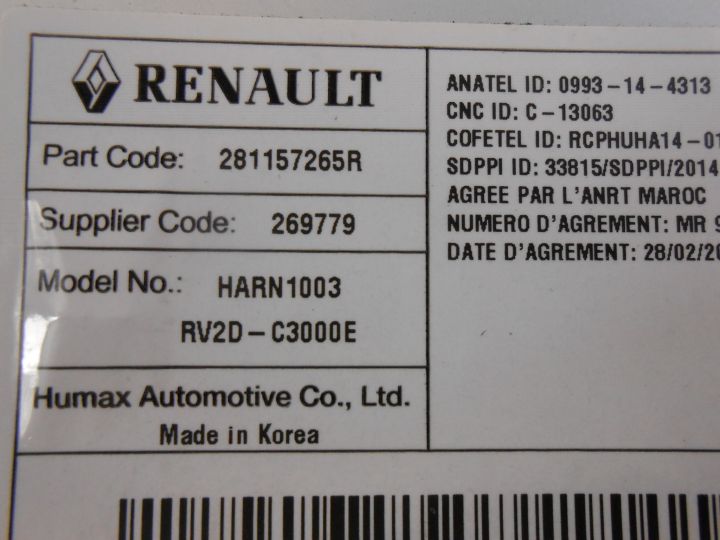 RENAULT
Part Code: 281157265R
Supplier Code: 269779
Model No.: HARN1003
RV2D-C3000E
Humax Automotive Co., Ltd.
Made in Korea
ANATEL ID: 0993-14-4313
CNC ID: C-13063
COFETEL ID: RCPHUHA14-01
SDPPI ID: 33815/SDPPI/2014
AGREE PAR L'ANRT MAROC
NUMERO D'AGREMENT: MR 9
DATE D'AGREMENT: 28/02/20